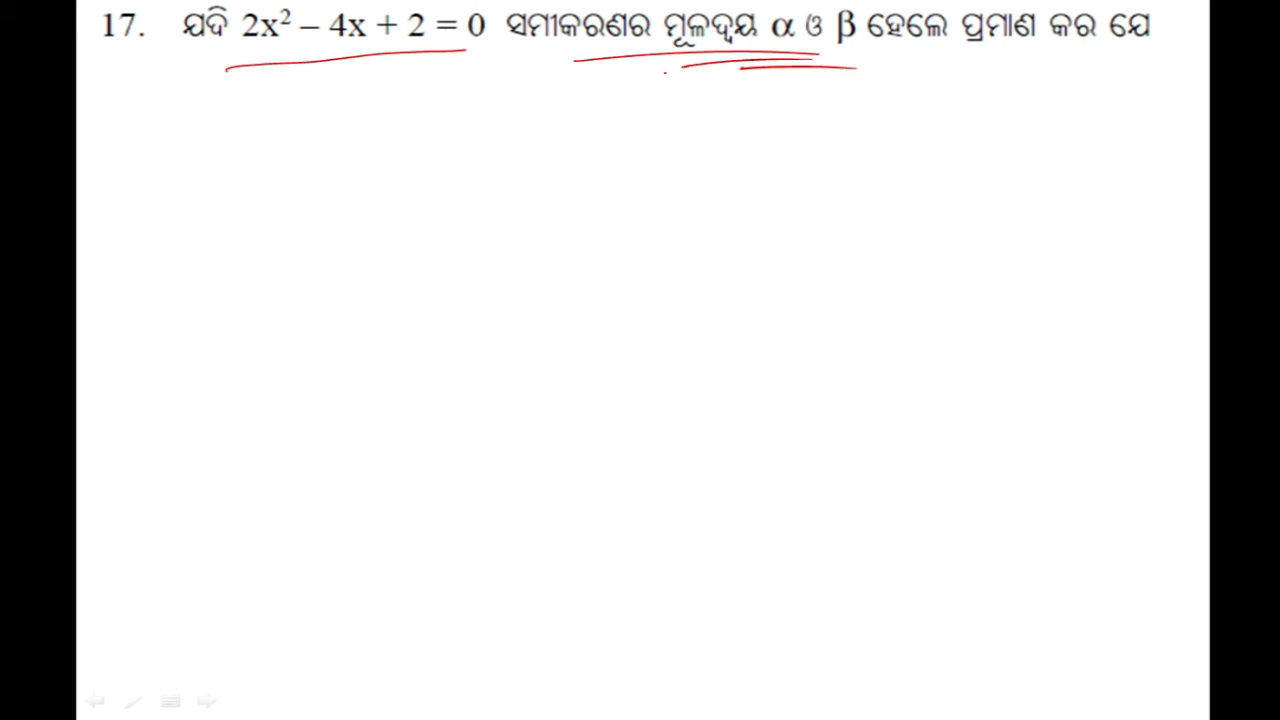 17. ଯଦି 2x² – 4x + 2 = 0 ସମୀକରଣର ମୂଳଦ୍ୱୟ α ଓ β ହେଲେ ପ୍ରମାଣ କର ଯେ